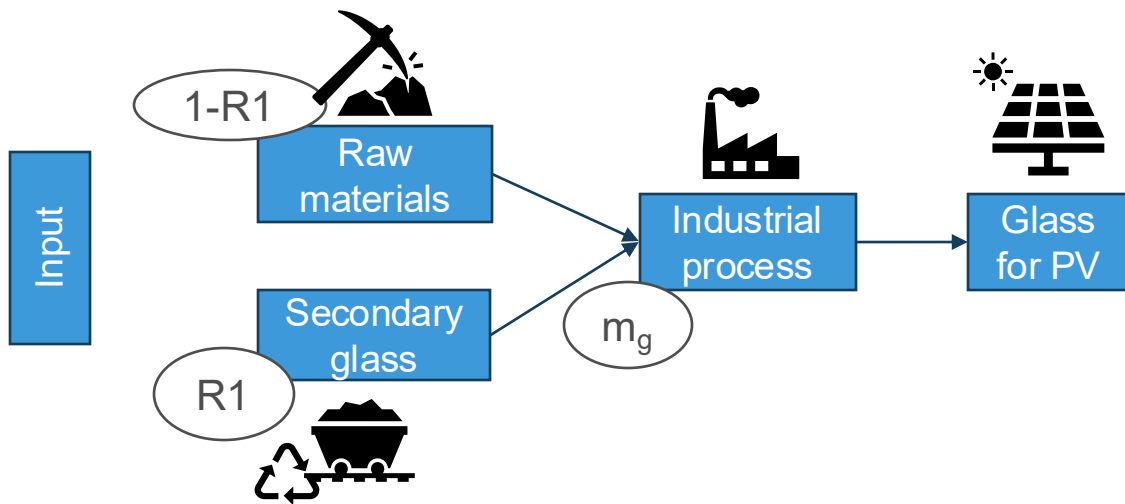 Input
1-R1
Raw
materials
Secondary
glass
R1
Industrial
process
mg
Glass
for PV